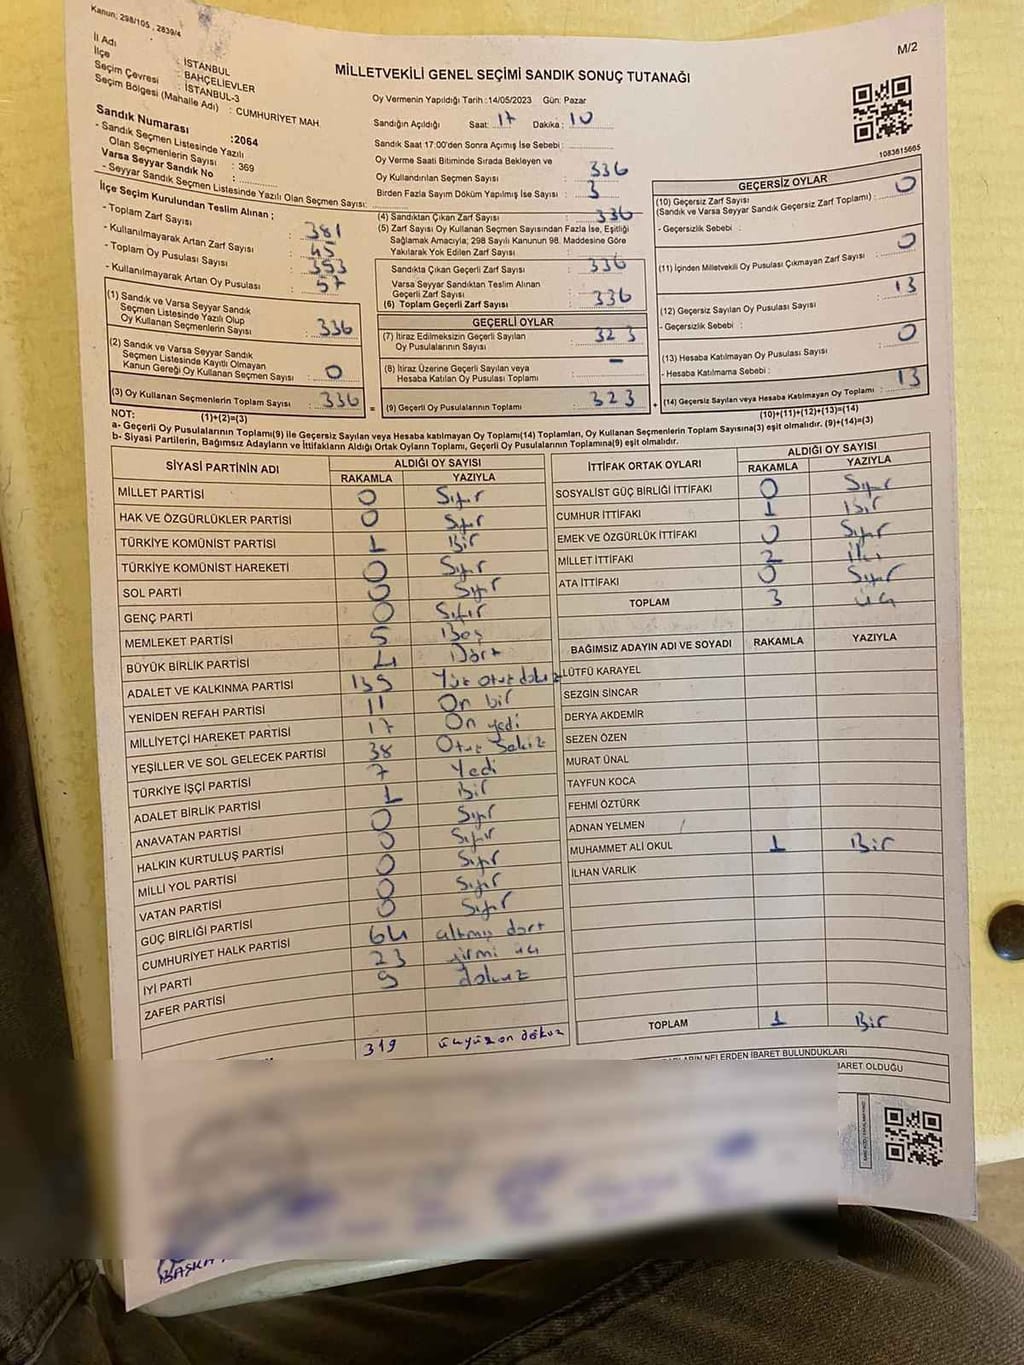 Kanun; 298/105 , 2839/4
M/2
İl Adı : İSTANBUL
İlçe : BAHÇELİEVLER
Seçim Çevresi : İSTANBUL-3
Seçim Bölgesi (Mahalle Adı) : CUMHURİYET MAH.
Sandık Numarası :2064
- Sandık Seçmen Listesinde Yazılı
Olan Seçmenlerin Sayısı : 369
Varsa Seyyar Sandık No :
- Seyyar Sandık Seçmen Listesinde Yazılı Olan Seçmen Sayısı:
MİLLETVEKİLİ GENEL SEÇİMİ SANDIK SONUÇ TUTANAĞI
Oy Vermenin Yapıldığı Tarih :14/05/2023 Gün: Pazar
Sandığın Açıldığı Saat: 17 Dakika: 10
Sandık Saat 17:00'den Sonra Açımış İse Sebebi :
Oy Verme Saati Bitiminde Sırada Bekleyen ve
Oy Kullandırılan Seçmen Sayısı : 336
Birden Fazla Sayım Döküm Yapılmış İse Sayısı : 3
1083615665
İlçe Seçim Kurulundan Teslim Alınan ;
- Toplam Zarf Sayısı : 381
- Kullanılmayarak Artan Zarf Sayısı : 45
- Toplam Oy Pusulası Sayısı : 353
- Kullanılmayarak Artan Oy Pusulası : 57
(1) Sandık ve Varsa Seyyar Sandık
Seçmen Listesinde Yazılı Olup
Oy Kullanan Seçmenlerin Sayısı : 336
(2) Sandık ve Varsa Seyyar Sandık
Seçmen Listesinde Kayıtlı Olmayan
Kanun Gereği Oy Kullanan Seçmen Sayısı : 0
(3) Oy Kullanan Seçmenlerin Toplam Sayısı : 336
(1)+(2)=(3)
(4) Sandıktan Çıkan Zarf Sayısı : 336
(5) Zarf Sayısı Oy Kullanan Seçmen Sayısından Fazla İse, Eşitliği
Sağlamak Amacıyla; 298 Sayılı Kanunun 98. Maddesine Göre
Yakılarak Yok Edilen Zarf Sayısı :
Sandıkta Çıkan Geçerli Zarf Sayısı : 336
Varsa Seyyar Sandıktan Teslim Alınan
Geçerli Zarf Sayısı
(6) Toplam Geçerli Zarf Sayısı : 336
GEÇERLİ OYLAR
(7) İtiraz Edilmeksizin Geçerli Sayılan
Oy Pusulalarının Sayısı : 323
(8) İtiraz Üzerine Geçerli Sayılan veya
Hesaba Katılan Oy Pusulası Toplamı : -
= (9) Geçerli Oy Pusulalarının Toplamı : 323
GEÇERSİZ OYLAR
(10) Geçersiz Zarf Sayısı
(Sandık ve Varsa Seyyar Sandık Geçersiz Zarf Toplamı) : 0
- Geçersizlik Sebebi :
(11) İçinden Milletvekili Oy Pusulası Çıkmayan Zarf Sayısı : 0
(12) Geçersiz Sayılan Oy Pusulası Sayısı : 13
- Geçersizlik Sebebi :
(13) Hesaba Katılmayan Oy Pusulası Sayısı : 0
- Hesaba Katılmama Sebebi :
+ (14) Geçersiz Sayılan veya Hesaba Katılmayan Oy Toplamı : 13
(10)+(11)+(12)+(13)=(14)
NOT:
a- Geçerli Oy Pusulalarının Toplamı(9) ile Geçersiz Sayılan veya Hesaba katılmayan Oy Toplamı(14) Toplamları, Oy Kullanan Seçmenlerin Toplam Sayısına(3) eşit olmalıdır. (9)+(14)=(3)
b- Siyasi Partilerin, Bağımsız Adayların ve İttifakların Aldığı Ortak Oyların Toplamı, Geçerli Oy Pusulalarının Toplamına(9) eşit olmalıdır.
SİYASİ PARTİNİN ADI ALDIĞI OY SAYISI
RAKAMLA YAZIYLA
MİLLET PARTİSİ 0 Sıfır
HAK VE ÖZGÜRLÜKLER PARTİSİ 0 Sıfır
TÜRKİYE KOMÜNİST PARTİSİ 1 Bir
TÜRKİYE KOMÜNİST HAREKETİ 0 Sıfır
SOL PARTİ 0 Sıfır
GENÇ PARTİ 0 Sıfır
MEMLEKET PARTİSİ 5 Beş
BÜYÜK BİRLİK PARTİSİ 4 Dört
ADALET VE KALKINMA PARTİSİ 139 Yüz otuz dokuz
YENİDEN REFAH PARTİSİ 11 On bir
MİLLİYETÇİ HAREKET PARTİSİ 17 On yedi
YEŞİLLER VE SOL GELECEK PARTİSİ 38 Otuz Sekiz
TÜRKİYE İŞÇİ PARTİSİ 7 Yedi
ADALET BİRLİK PARTİSİ 1 Bir
ANAVATAN PARTİSİ 0 Sıfır
HALKIN KURTULUŞ PARTİSİ 0 Sıfır
MİLLİ YOL PARTİSİ 0 Sıfır
VATAN PARTİSİ 0 Sıfır
GÜÇ BİRLİĞİ PARTİSİ 0 Sıfır
CUMHURİYET HALK PARTİSİ 64 altmış dört
İYİ PARTİ 23 yirmi üç
ZAFER PARTİSİ 9 dokuz
319 üçyüz on dokuz
İTTİFAK ORTAK OYLARI ALDIĞI OY SAYISI
RAKAMLA YAZIYLA
SOSYALİST GÜÇ BİRLİĞİ İTTİFAKI 0 Sıfır
CUMHUR İTTİFAKI 1 Bir
EMEK VE ÖZGÜRLÜK İTTİFAKI 0 Sıfır
MİLLET İTTİFAKI 2 İki
ATA İTTİFAKI 0 Sıfır
TOPLAM 3 üç
BAĞIMSIZ ADAYIN ADI VE SOYADI RAKAMLA YAZIYLA
LÜTFÜ KARAYEL
SEZGİN SİNCAR
DERYA AKDEMİR
SEZEN ÖZEN
MURAT ÜNAL
TAYFUN KOCA
FEHMİ ÖZTÜRK
ADNAN YELMEN
MUHAMMET ALİ OKUL 1 Bir
İLHAN VARLIK
TOPLAM 1 Bir
NELERDEN İBARET BULUNDUKLARI
İBARET OLDUĞU